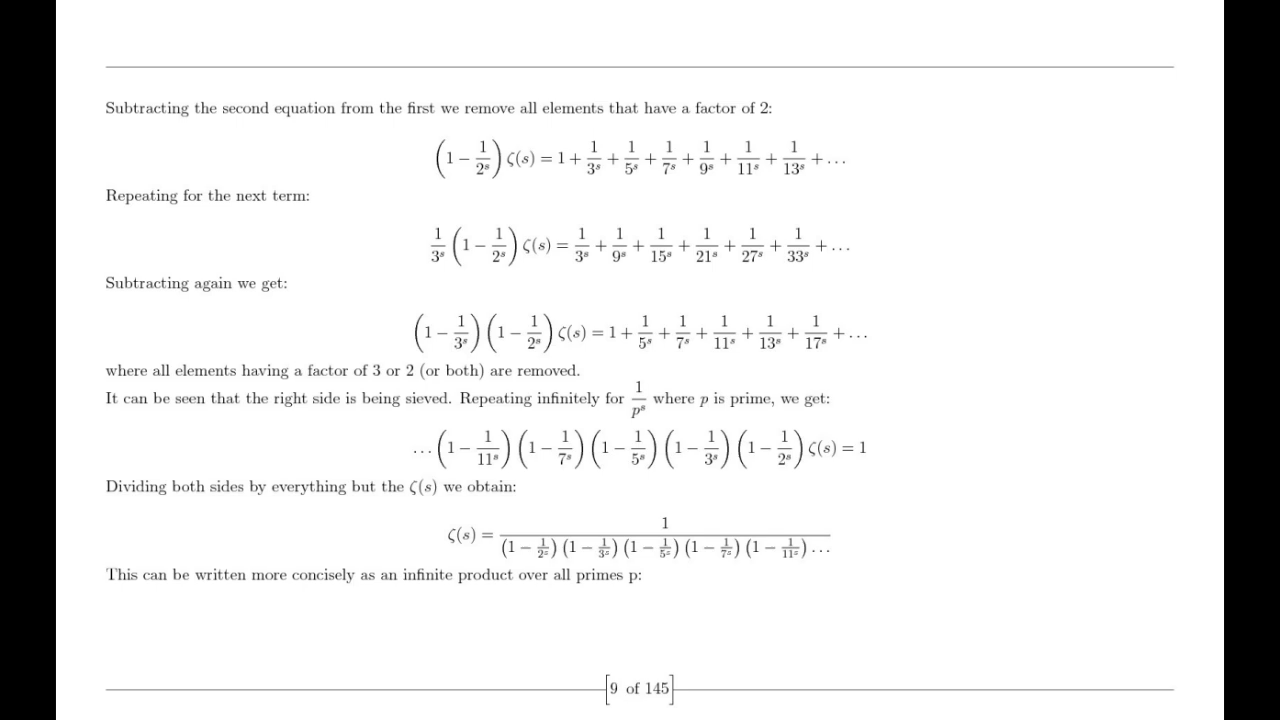 Subtracting the second equation from the first we remove all elements that have a factor of 2:
(1 − 1/2^s) ζ(s) = 1 + 1/3^s + 1/5^s + 1/7^s + 1/9^s + 1/11^s + 1/13^s + ...
Repeating for the next term:
1/3^s (1 − 1/2^s) ζ(s) = 1/3^s + 1/9^s + 1/15^s + 1/21^s + 1/27^s + 1/33^s + ...
Subtracting again we get:
(1 − 1/3^s) (1 − 1/2^s) ζ(s) = 1 + 1/5^s + 1/7^s + 1/11^s + 1/13^s + 1/17^s + ...
where all elements having a factor of 3 or 2 (or both) are removed.
It can be seen that the right side is being sieved. Repeating infinitely for 1/p^s where p is prime, we get:
... (1 − 1/11^s) (1 − 1/7^s) (1 − 1/5^s) (1 − 1/3^s) (1 − 1/2^s) ζ(s) = 1
Dividing both sides by everything but the ζ(s) we obtain:
ζ(s) = 1 / (1 − 1/2^s) (1 − 1/3^s) (1 − 1/5^s) (1 − 1/7^s) (1 − 1/11^s) ...
This can be written more concisely as an infinite product over all primes p:
[9 of 145]